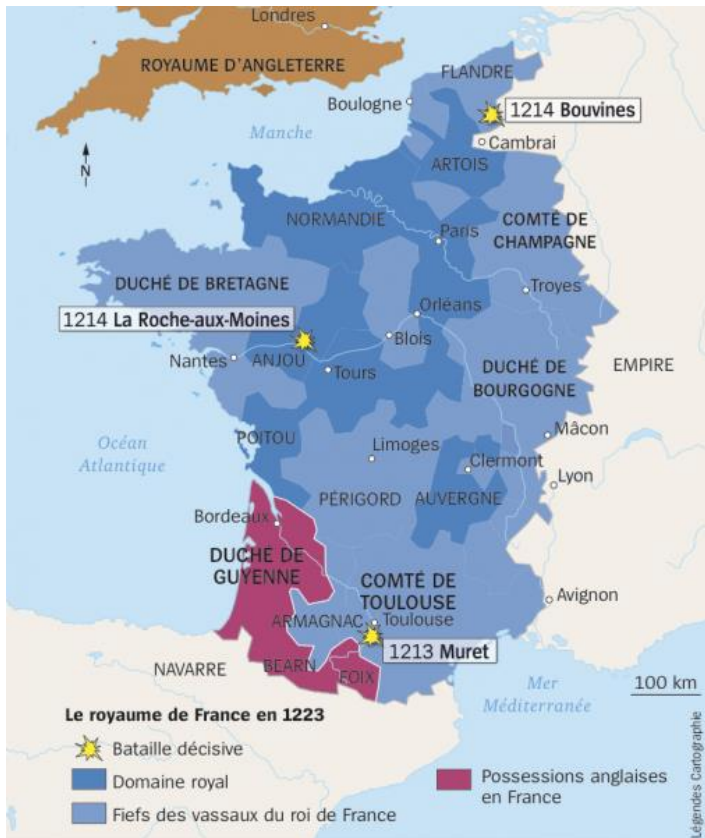 Londres
ROYAUME D'ANGLETERRE
FLANDRE
Boulogne
1214 Bouvines
Manche
Cambrai
N
ARTOIS
NORMANDIE
COMTÉ DE
CHAMPAGNE
Paris
DUCHÉ DE BRETAGNE
Troyes
Orléans
1214 La Roche-aux-Moines
Blois
Nantes
ANJOU
Tours
DUCHÉ DE
BOURGOGNE
EMPIRE
POITOU
Mâcon
Océan
Atlantique
Limoges
Clermont
Lyon
PÉRIGORD
AUVERGNE
Bordeaux
DUCHÉ DE
GUYENNE
COMTÉ DE
TOULOUSE
Avignon
ARMAGNAC
Toulouse
1213 Muret
NAVARRE
BEARN
FOIX
Mer
Méditerranée
100 km
Le royaume de France en 1223
Bataille décisive
Domaine royal
Fiefs des vassaux du roi de France
Possessions anglaises
en France
Légendes Cartographie